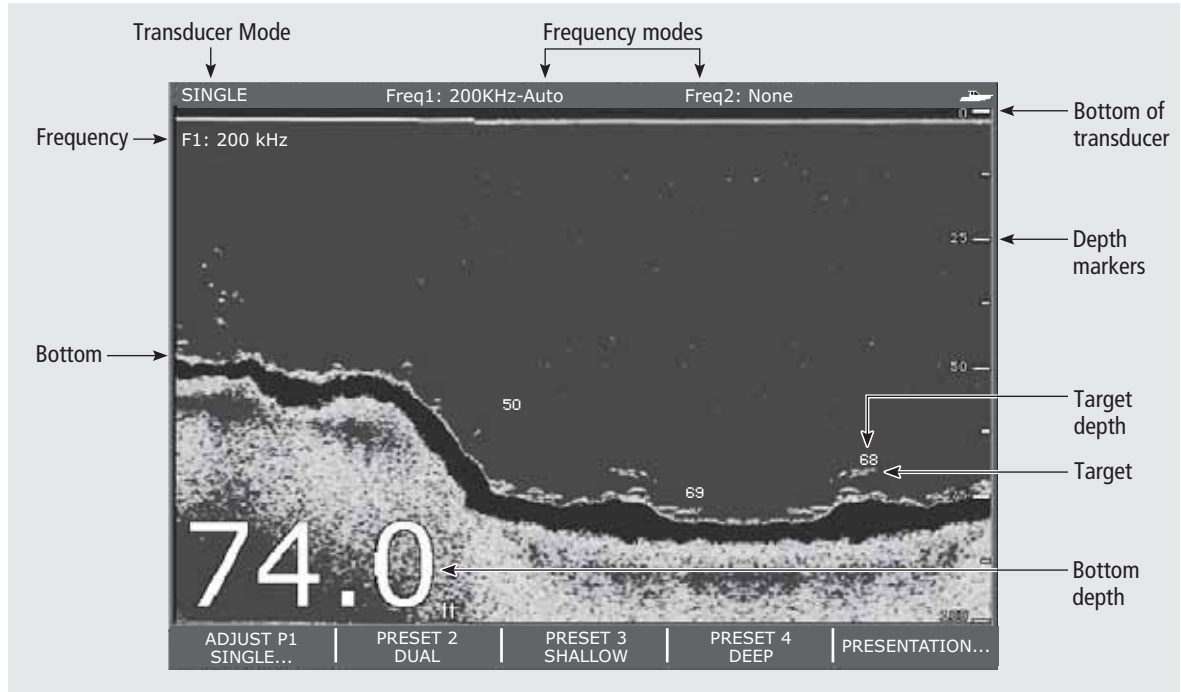 Transducer Mode
Frequency modes
SINGLE
Freq1: 200KHz-Auto
Freq2: None
0
Bottom of
transducer
Frequency
F1: 200 kHz
25
Depth
markers
Bottom
50
50
Target
depth
68
Target
69
74.0
ft
Bottom
depth
ADJUST P1
SINGLE...
PRESET 2
DUAL
PRESET 3
SHALLOW
PRESET 4
DEEP
PRESENTATION...